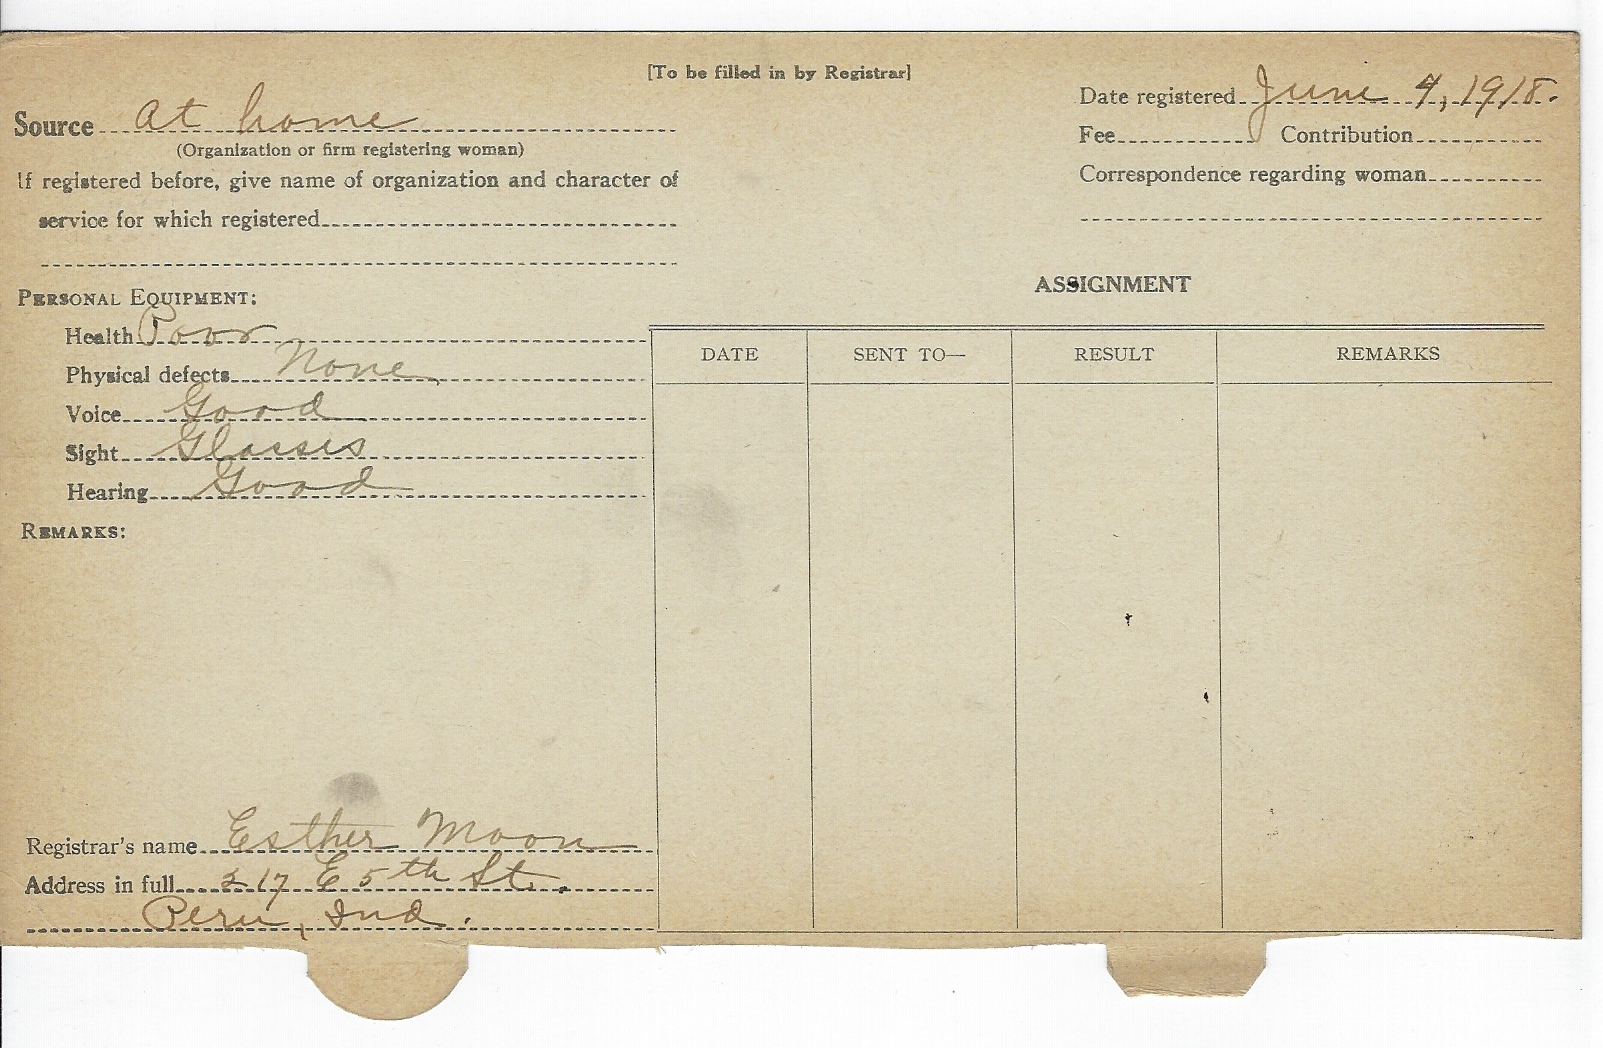 [To be filled in by Registrar]
Source at home
(Organization or firm registering woman)
If registered before, give name of organization and character of
service for which registered
Date registered June 4, 1918.
Fee Contribution
Correspondence regarding woman
PERSONAL EQUIPMENT:
Health Poor
Physical defects None
Voice Good
Sight Glasses
Hearing Good
REMARKS:
ASSIGNMENT
DATE SENT TO— RESULT REMARKS
Registrar's name Esther Moon
Address in full 217 E 5th St.
Peru, Ind.